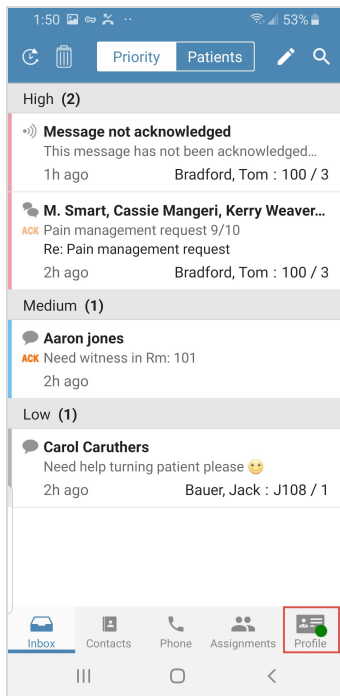 1:50
53%
Priority
Patients
High (2)
Message not acknowledged
This message has not been acknowledged...
1h ago
Bradford, Tom : 100 / 3
M. Smart, Cassie Mangeri, Kerry Weaver...
ACK Pain management request 9/10
Re: Pain management request
2h ago
Bradford, Tom : 100 / 3
Medium (1)
Aaron jones
ACK Need witness in Rm: 101
2h ago
Low (1)
Carol Caruthers
Need help turning patient please 😀
2h ago
Bauer, Jack : J108 / 1
Inbox
Contacts
Phone
Assignments
Profile